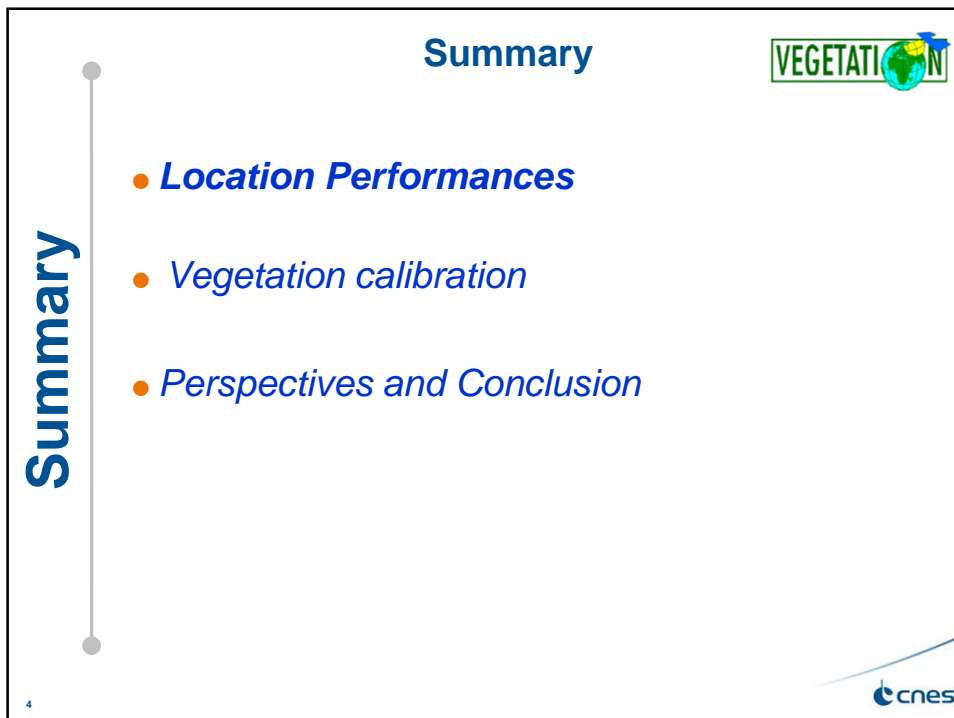 Summary
VEGETATION
Summary
● Location Performances
● Vegetation calibration
● Perspectives and Conclusion
4
cnes